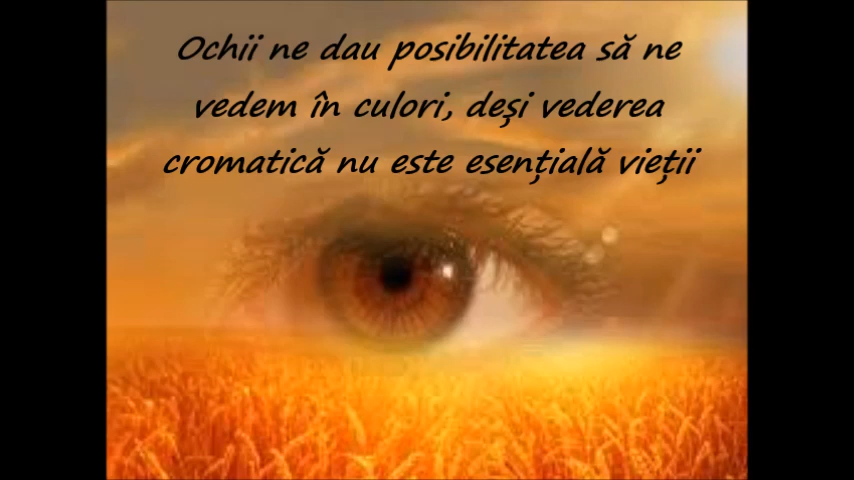 Ochii ne dau posibilitatea să ne
vedem în culori, deși vederea
cromatică nu este esențială vieții